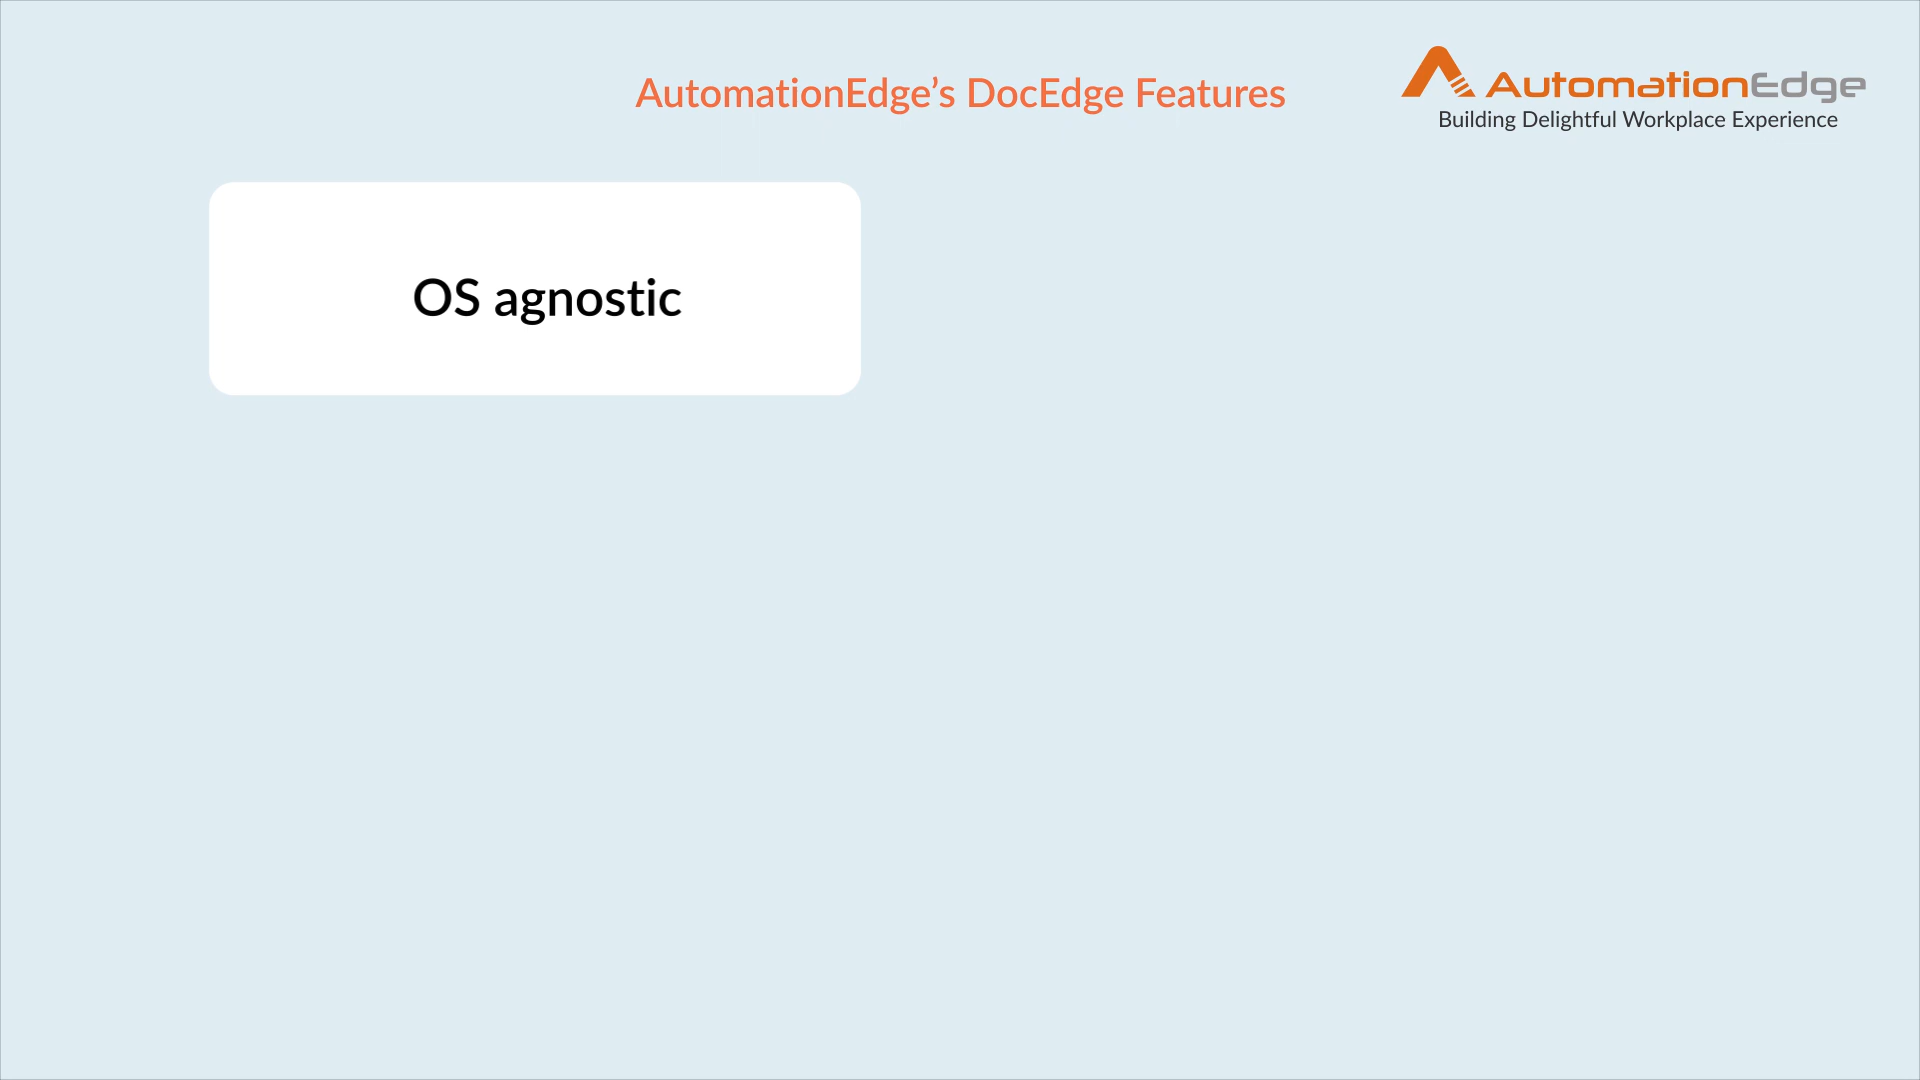 AutomationEdge’s DocEdge Features
AutomationEdge
Building Delightful Workplace Experience
OS agnostic